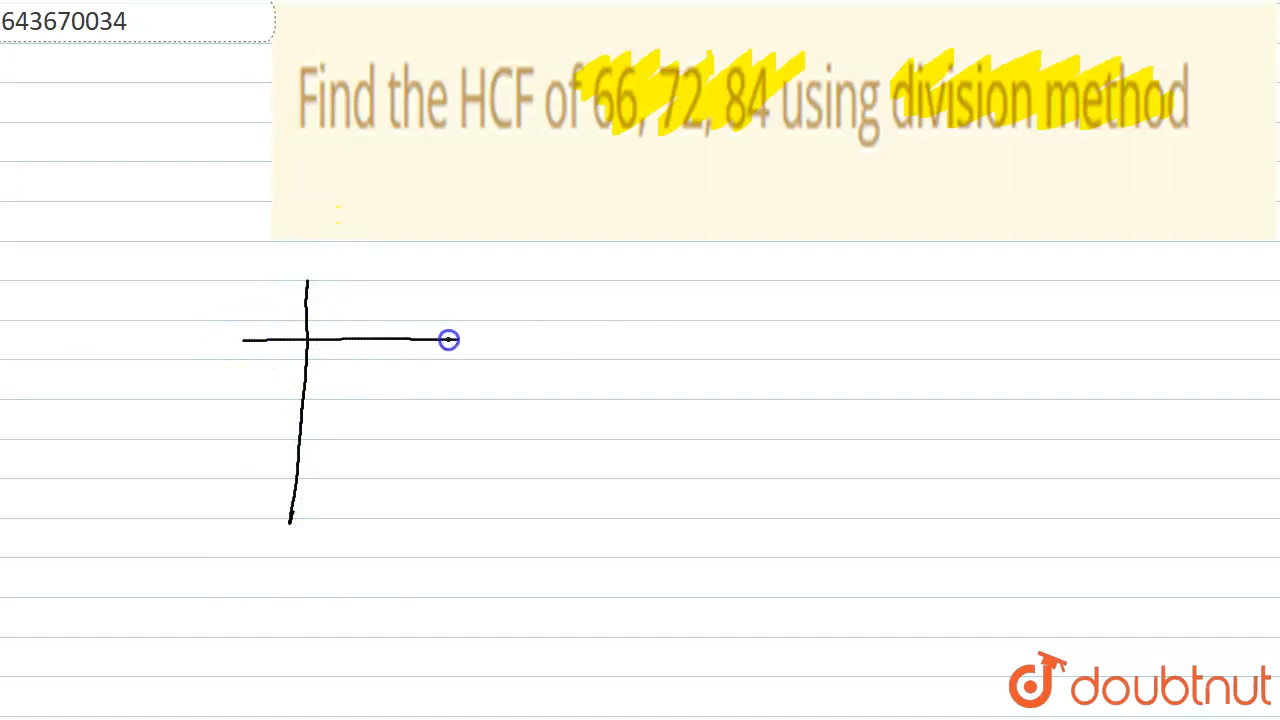 643670034
Find the HCF of 66, 72, 84 using division method
doubtnut